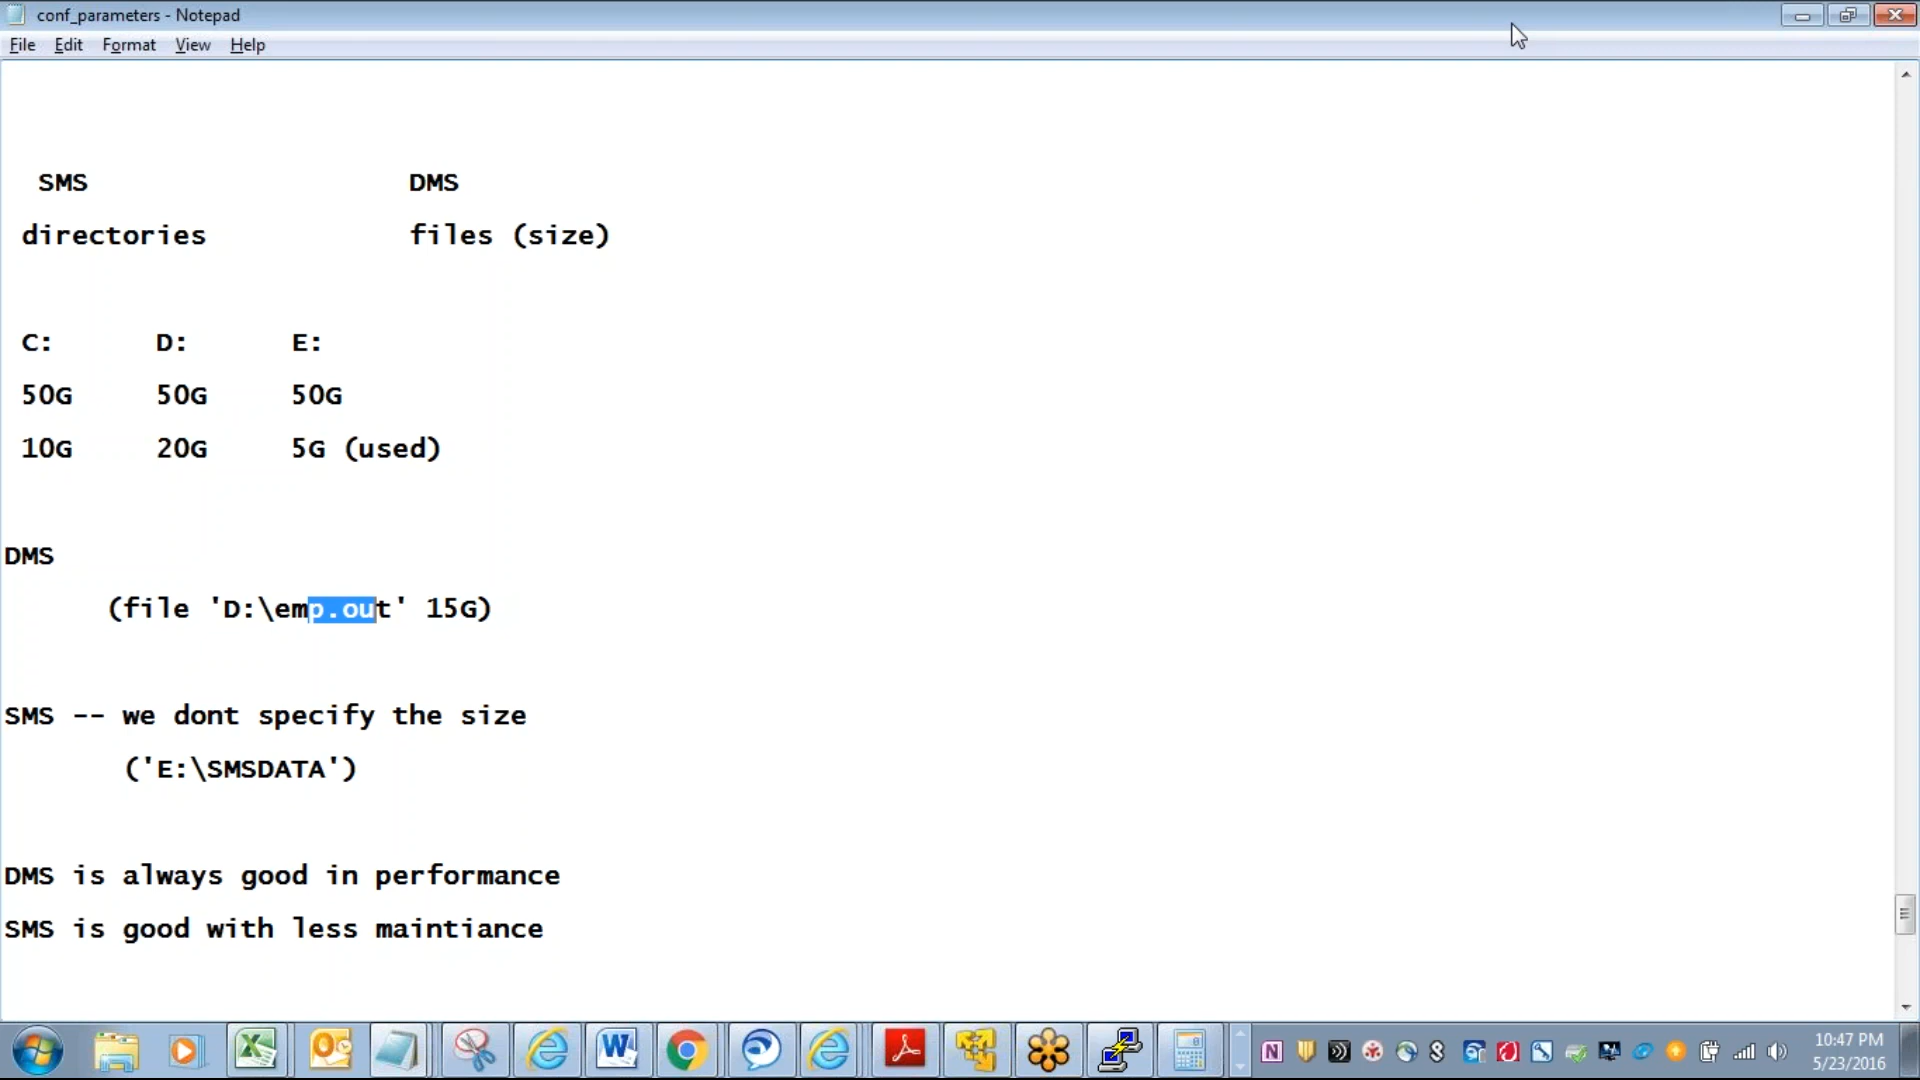 conf_parameters - Notepad
File Edit Format View Help
SMS DMS
directories files (size)
C: D: E:
50G 50G 50G
10G 20G 5G (used)
DMS
(file 'D:\emp.out' 15G)
SMS -- we dont specify the size
('E:\SMSDATA')
DMS is always good in performance
SMS is good with less maintiance
10:47 PM
5/23/2016